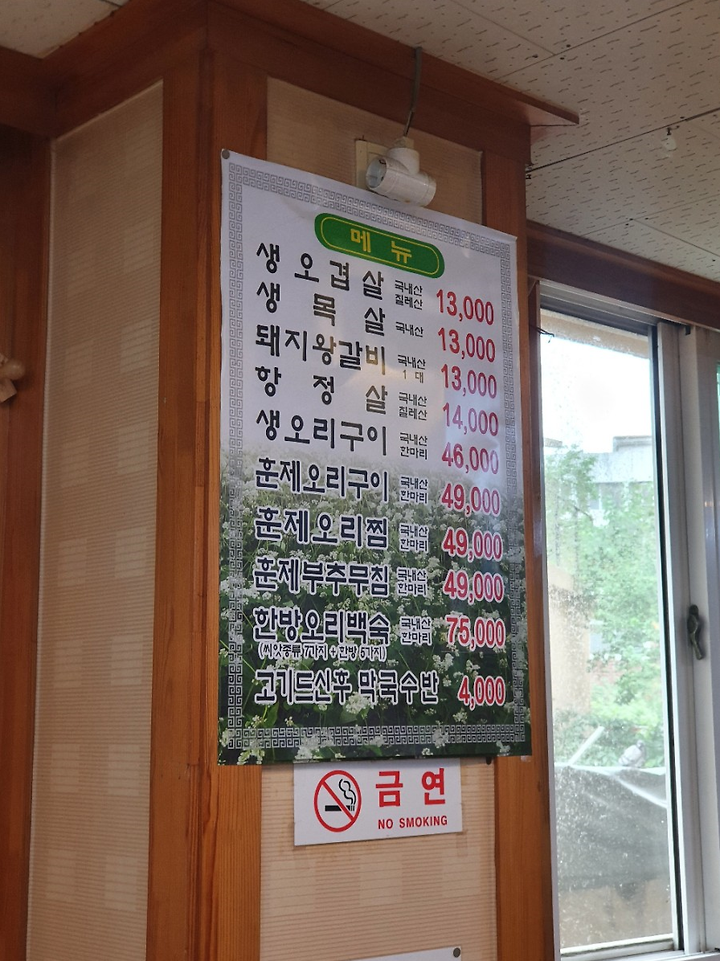 메뉴
생오겹살 국내산 칠레산 13,000
생목살 국내산 13,000
돼지왕갈비 국내산 1대 13,000
항정살 국내산 칠레산 14,000
생오리구이 국내산 한마리 46,000
훈제오리구이 국내산 한마리 49,000
훈제오리찜 국내산 한마리 49,000
훈제부추무침 국내산 한마리 49,000
한방오리백숙 국내산 한마리 75,000
(씨앗종류 7가지 + 한방 5가지)
고기드신후 막국수반 4,000
금연
NO SMOKING